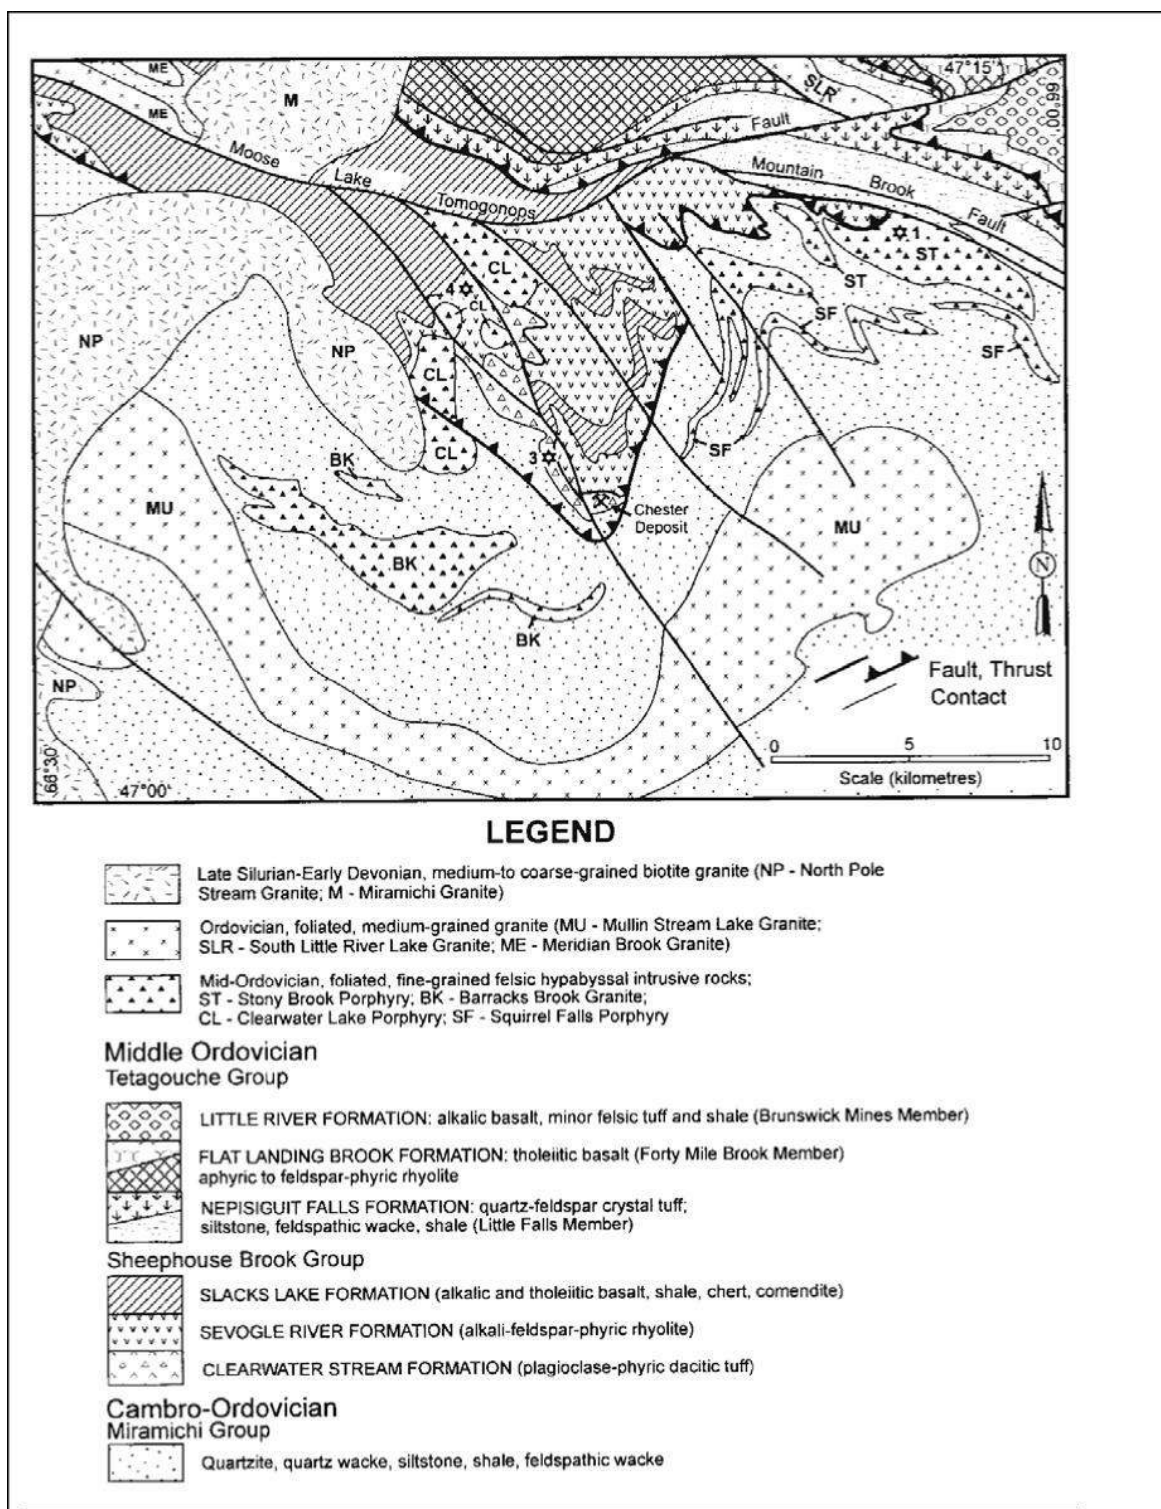 ME
M
ME
SLR
47°15'
66°00'
Fault
Moose
Lake
Tomogonops
Mountain
Brook
Fault
1
ST
ST
CL
4
CL
NP
NP
SF
SF
CL
CL
BK
3
SF
MU
Chester
Deposit
MU
BK
N
BK
NP
Fault, Thrust
Contact
66°30'
47°00'
0 5 10
Scale (kilometres)
LEGEND
Late Silurian-Early Devonian, medium-to coarse-grained biotite granite (NP - North Pole
Stream Granite; M - Miramichi Granite)
Ordovician, foliated, medium-grained granite (MU - Mullin Stream Lake Granite;
SLR - South Little River Lake Granite; ME - Meridian Brook Granite)
Mid-Ordovician, foliated, fine-grained felsic hypabyssal intrusive rocks;
ST - Stony Brook Porphyry; BK - Barracks Brook Granite;
CL - Clearwater Lake Porphyry; SF - Squirrel Falls Porphyry
Middle Ordovician
Tetagouche Group
LITTLE RIVER FORMATION: alkalic basalt, minor felsic tuff and shale (Brunswick Mines Member)
FLAT LANDING BROOK FORMATION: tholeiitic basalt (Forty Mile Brook Member)
aphyric to feldspar-phyric rhyolite
NEPISIGUIT FALLS FORMATION: quartz-feldspar crystal tuff;
siltstone, feldspathic wacke, shale (Little Falls Member)
Sheephouse Brook Group
SLACKS LAKE FORMATION (alkalic and tholeiitic basalt, shale, chert, comendite)
SEVOGLE RIVER FORMATION (alkali-feldspar-phyric rhyolite)
CLEARWATER STREAM FORMATION (plagioclase-phyric dacitic tuff)
Cambro-Ordovician
Miramichi Group
Quartzite, quartz wacke, siltstone, shale, feldspathic wacke